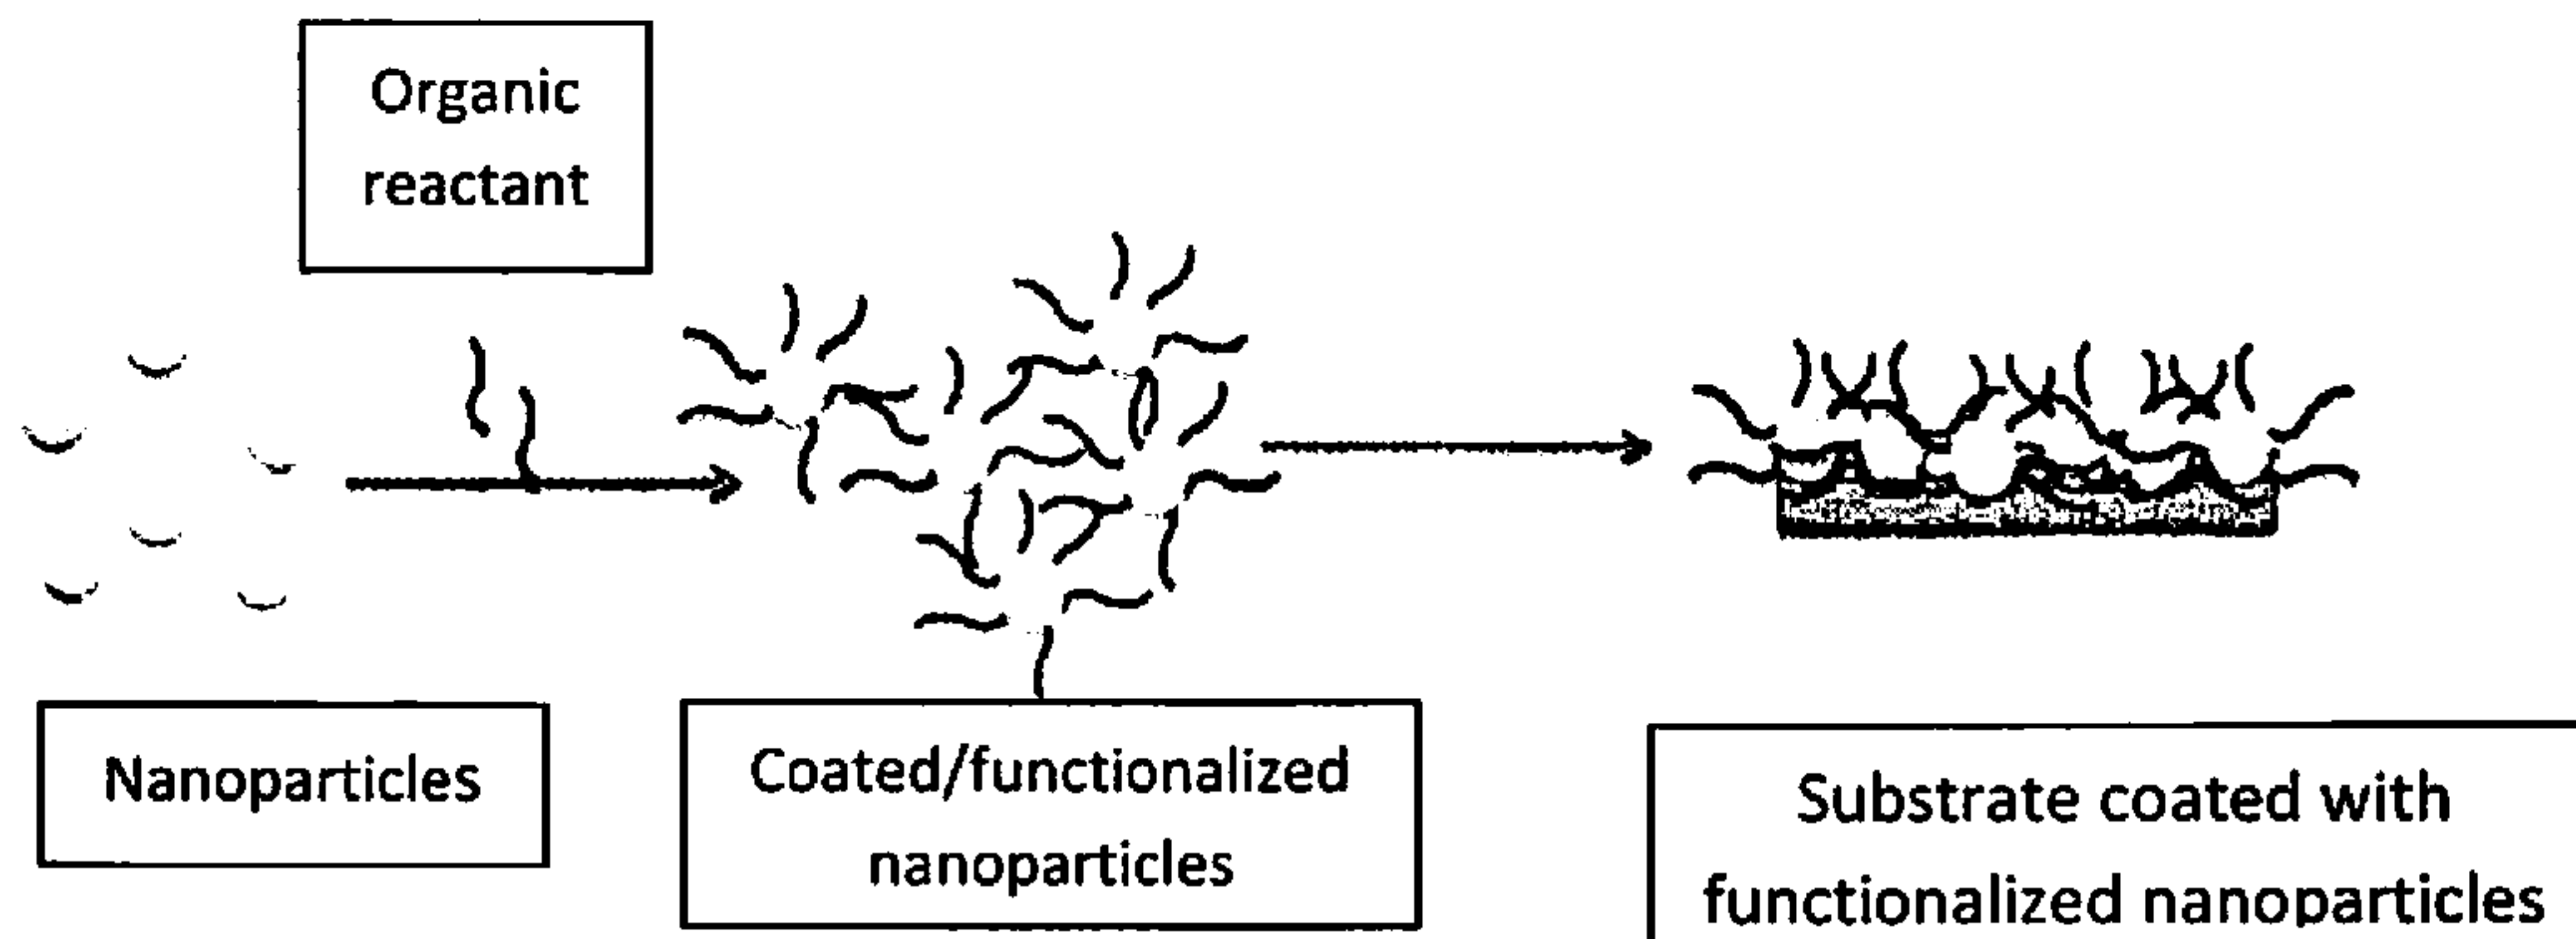 Organic
reactant
Nanoparticles
Coated/functionalized
nanoparticles
Substrate coated with
functionalized nanoparticles